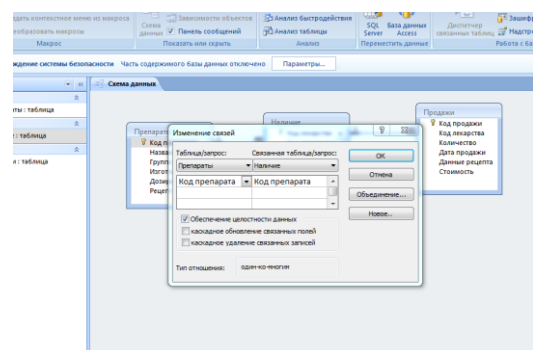 дать контекстное меню из макроса
еобразовать макросы
Макрос
Схема данных
Зависимости объектов
Панель сообщений
Показать или скрыть
Анализ быстродействия
Анализ таблицы
Анализ
SQL Server
База данных Access
Переместить данные
Диспетчер связанных таблиц
Зашифр
Надстро
Работа с ба
ждение системы безопасности Часть содержимого базы данных отключено Параметры...
Схема данных
ты : таблица
: таблица
и : таблица
Препарать
Код п
Назва
Групп
Изгот
Дозир
Рецеп
Наличие
Продажи
Код продажи
Код лекарства
Количество
Дата продажи
Данные рецепта
Стоимость
Изменение связей
Таблица/запрос: Связанная таблица/запрос:
Препараты Наличие
Код препарата Код препарата
Обеспечение целостности данных
каскадное обновление связанных полей
каскадное удаление связанных записей
Тип отношения: один-ко-многим
ОК
Отмена
Объединение...
Новое..